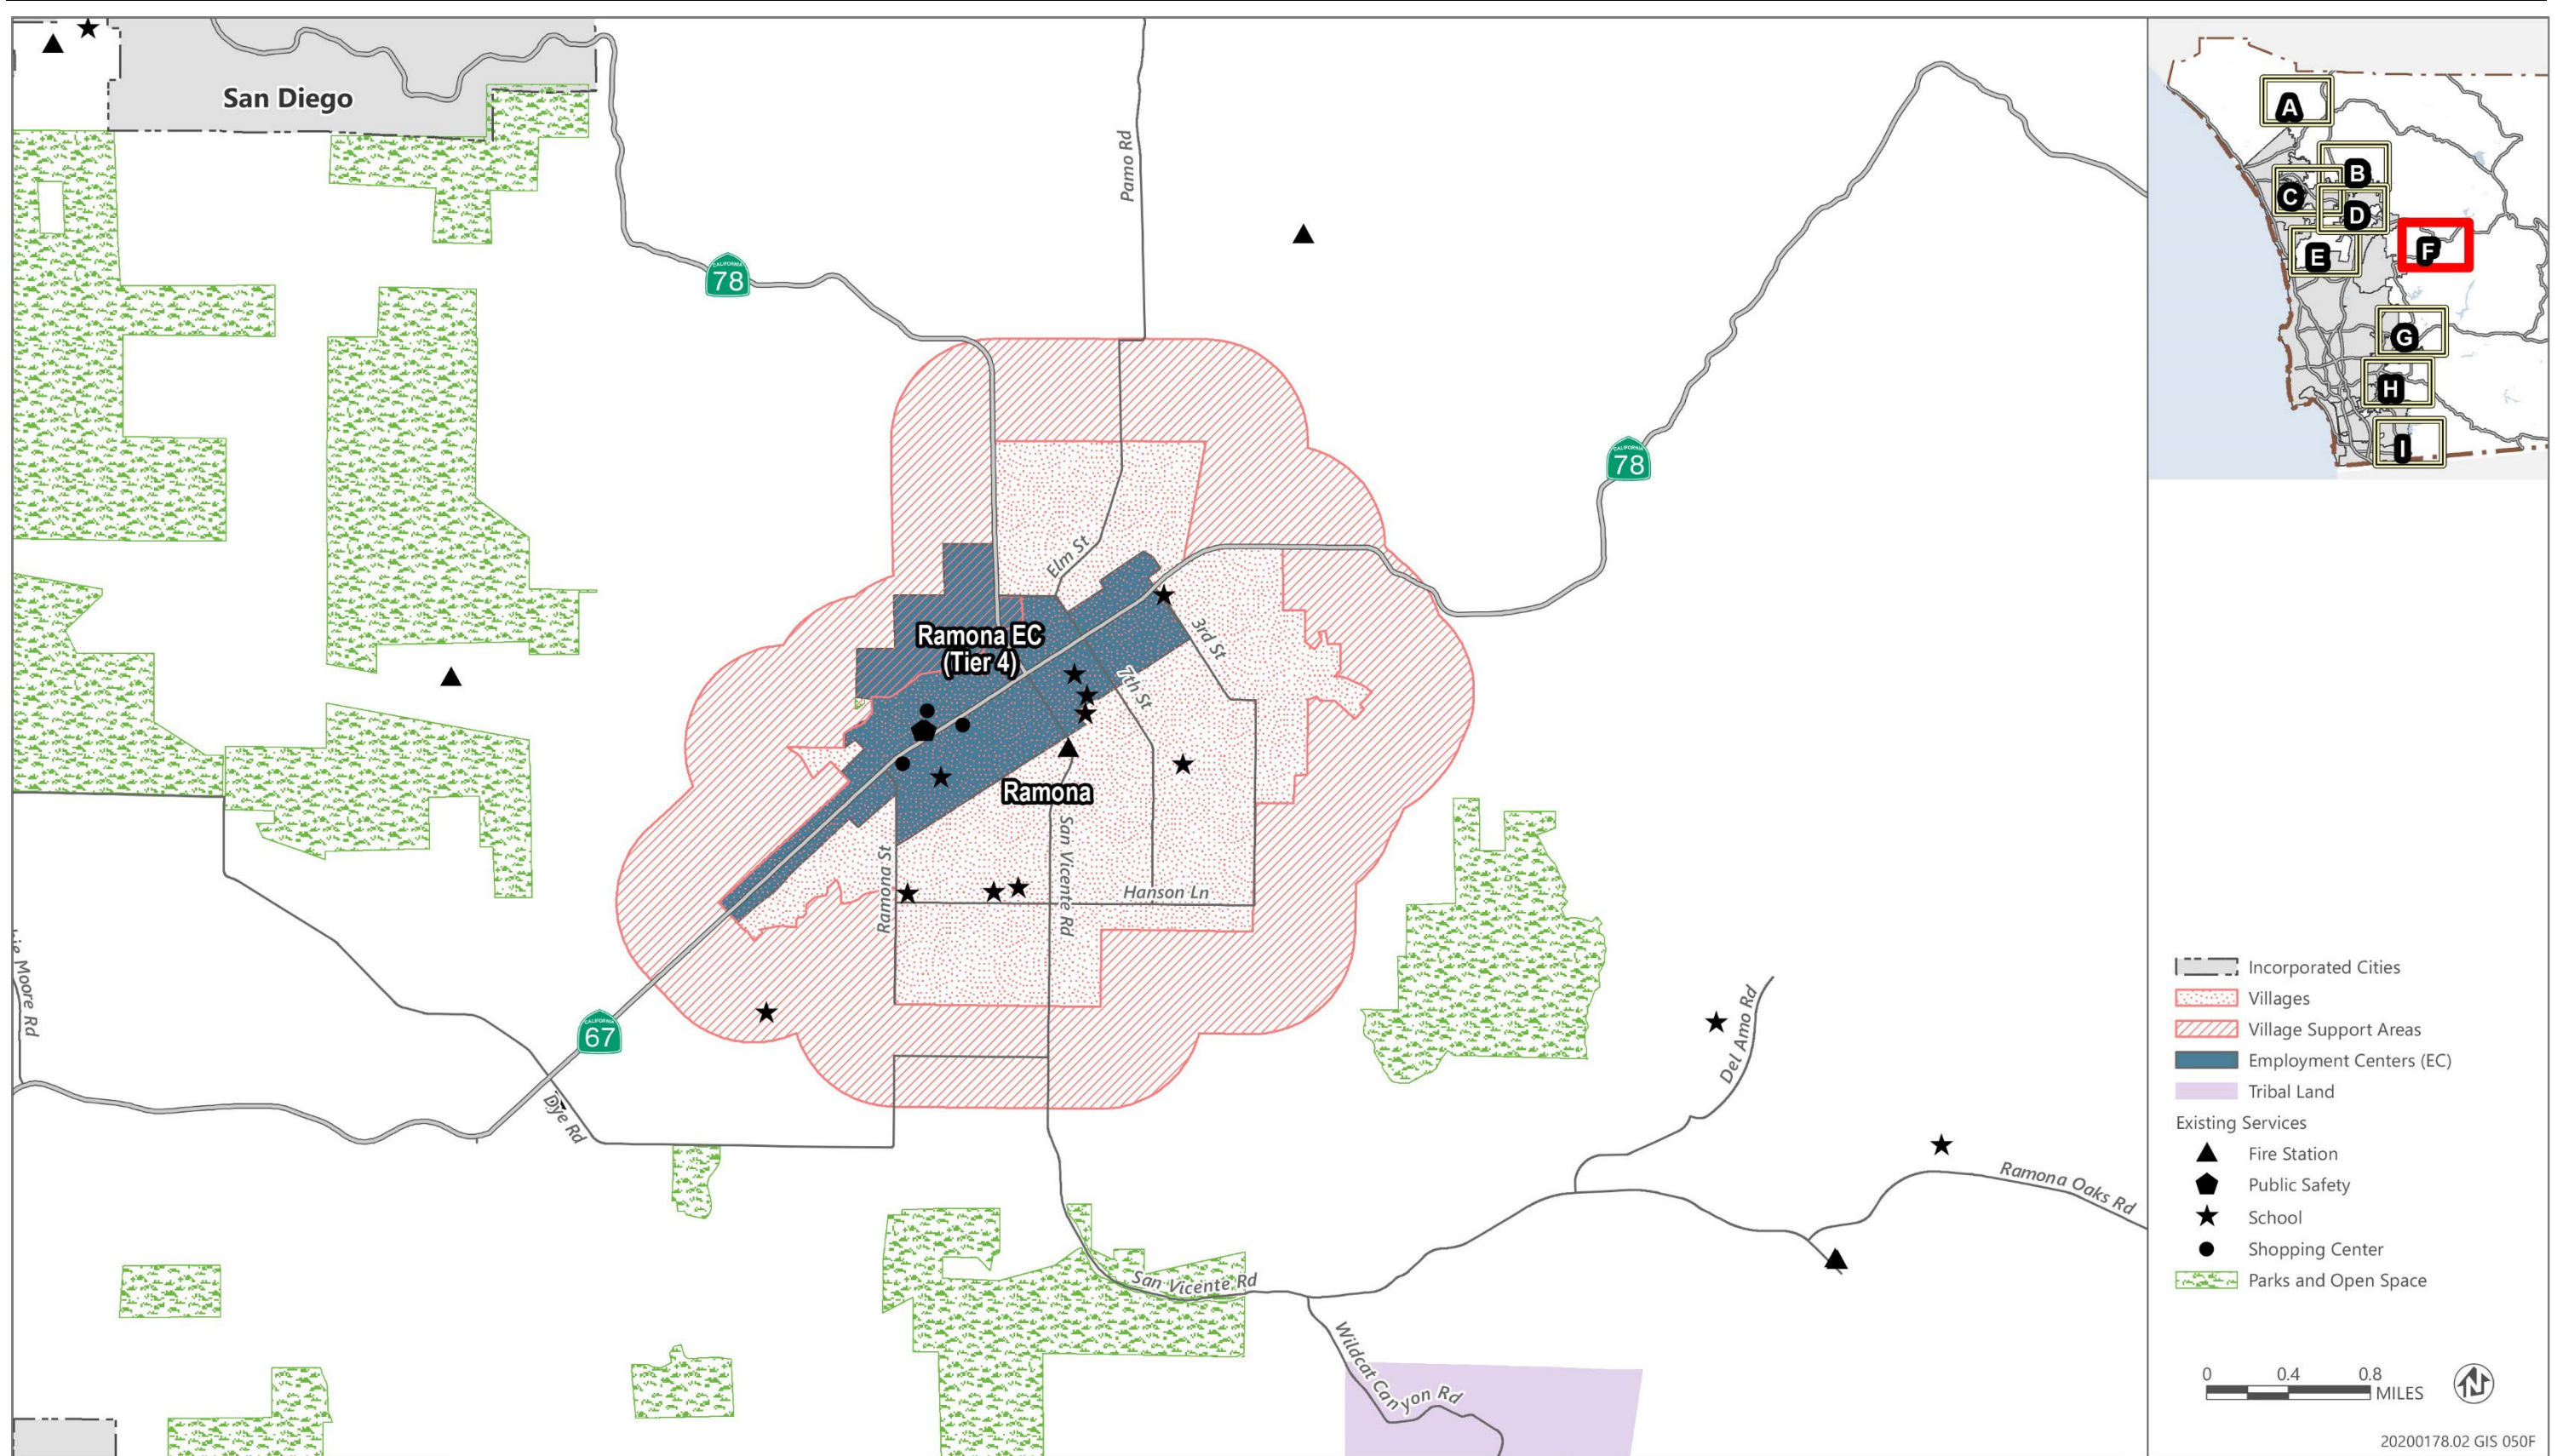 San Diego
Pamo Rd
CALIFORNIA
78
CALIFORNIA
78
Elm St
Ramona EC
(Tier 4)
3rd St
7th St
Ramona
Ramona St
San Vicente Rd
Hanson Ln
Moore Rd
CALIFORNIA
67
Dye Rd
Del Amo Rd
Ramona Oaks Rd
San Vicente Rd
Wildcat Canyon Rd
A
B
C
D
E
F
G
H
I
Incorporated Cities
Villages
Village Support Areas
Employment Centers (EC)
Tribal Land
Existing Services
Fire Station
Public Safety
School
Shopping Center
Parks and Open Space
0 0.4 0.8
MILES
N
20200178.02 GIS 050F